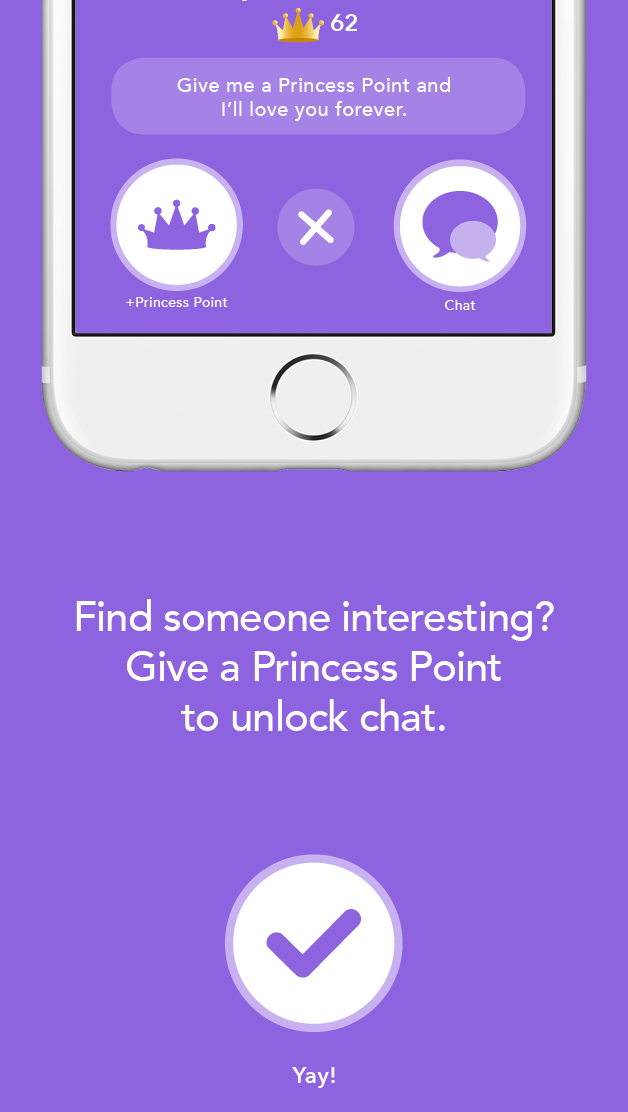 62
Give me a Princess Point and
I’ll love you forever.
+Princess Point
Chat
Find someone interesting?
Give a Princess Point
to unlock chat.
Yay!